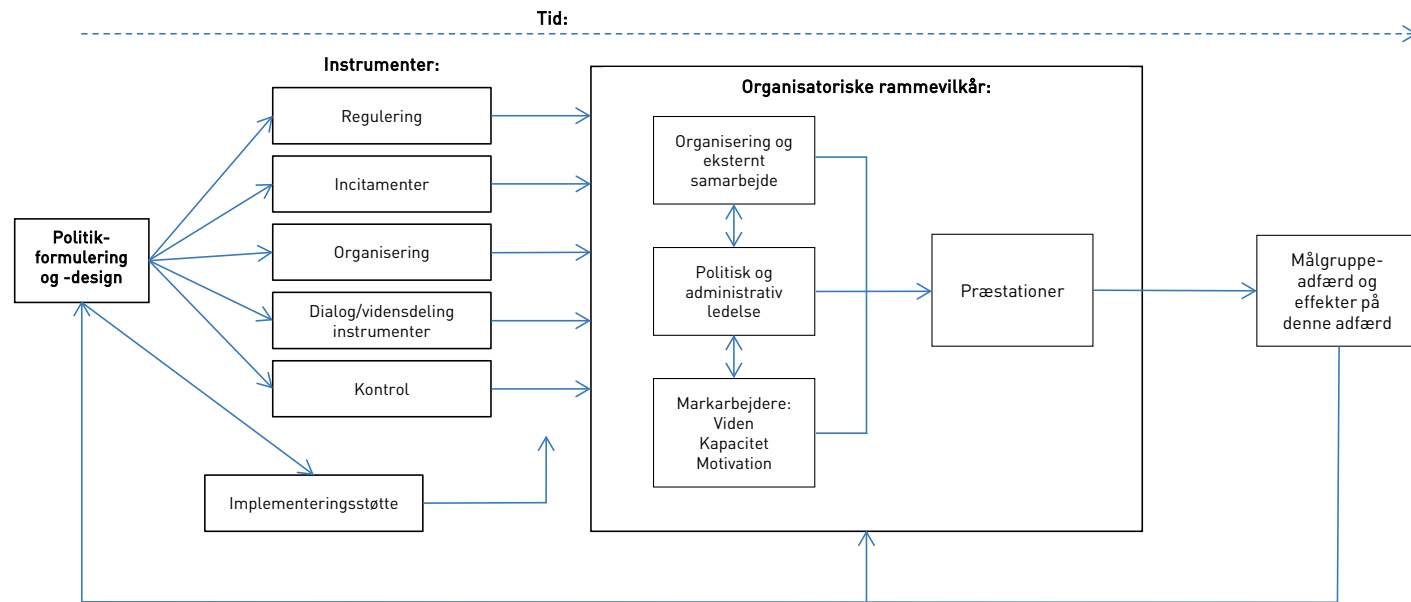 Tid:
Instrumenter:
Regulering
Incitamenter
Organisering
Dialog/vidensdeling
instrumenter
Kontrol
Politik-
formulering
og -design
Implementeringsstøtte
Organisatoriske rammevilkår:
Organisering og
eksternt
samarbejde
Politisk og
administrativ
ledelse
Markarbejdere:
Viden
Kapacitet
Motivation
Præstationer
Målgruppe-
adfærd og
effekter på
denne adfærd